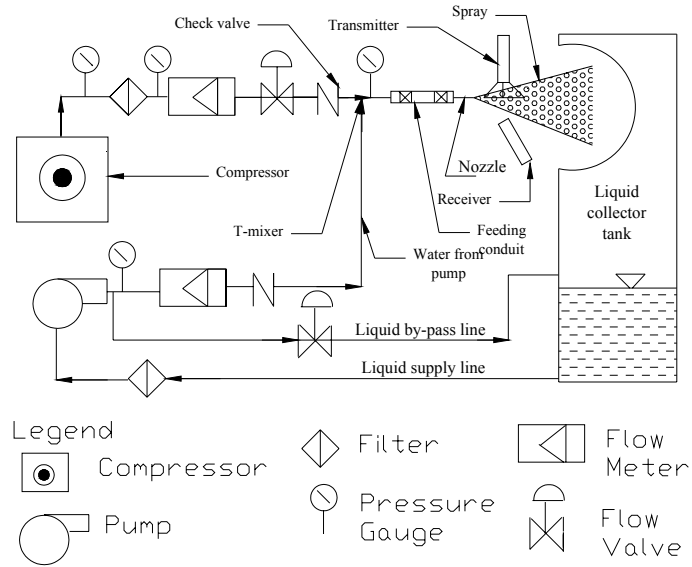 Check valve
Transmitter
Spray
Compressor
Nozzle
Receiver
Liquid
collector
tank
T-mixer
Feeding
conduit
Water from
pump
Liquid by-pass line
Liquid supply line
Legend
Compressor
Filter
Flow
Meter
Pump
Pressure
Gauge
Flow
Valve